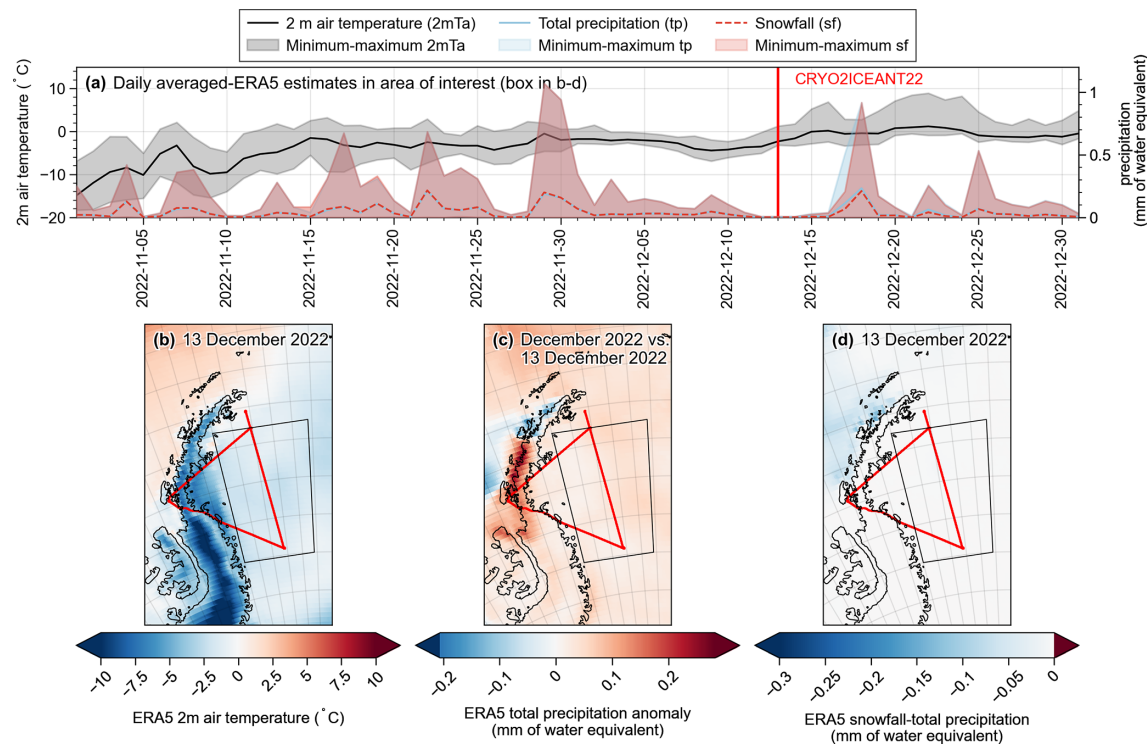 2 m air temperature (2mTa)
Total precipitation (tp)
Snowfall (sf)
Minimum-maximum 2mTa
Minimum-maximum tp
Minimum-maximum sf
(a) Daily averaged-ERA5 estimates in area of interest (box in b-d)
CRYO2ICEANT22
2m air temperature (°C)
10
0
−10
−20
precipitation
(mm of water equivalent)
1
0.5
0
2022-11-05
2022-11-10
2022-11-15
2022-11-20
2022-11-25
2022-11-30
2022-12-05
2022-12-10
2022-12-15
2022-12-20
2022-12-25
2022-12-30
(b) 13 December 2022
(c) December 2022 vs.
13 December 2022
(d) 13 December 2022
−10
−7.5
−5
−2.5
0
2.5
5
7.5
10
ERA5 2m air temperature (°C)
−0.2
−0.1
0
0.1
0.2
ERA5 total precipitation anomaly
(mm of water equivalent)
−0.3
−0.25
−0.2
−0.15
−0.1
−0.05
0
ERA5 snowfall-total precipitation
(mm of water equivalent)